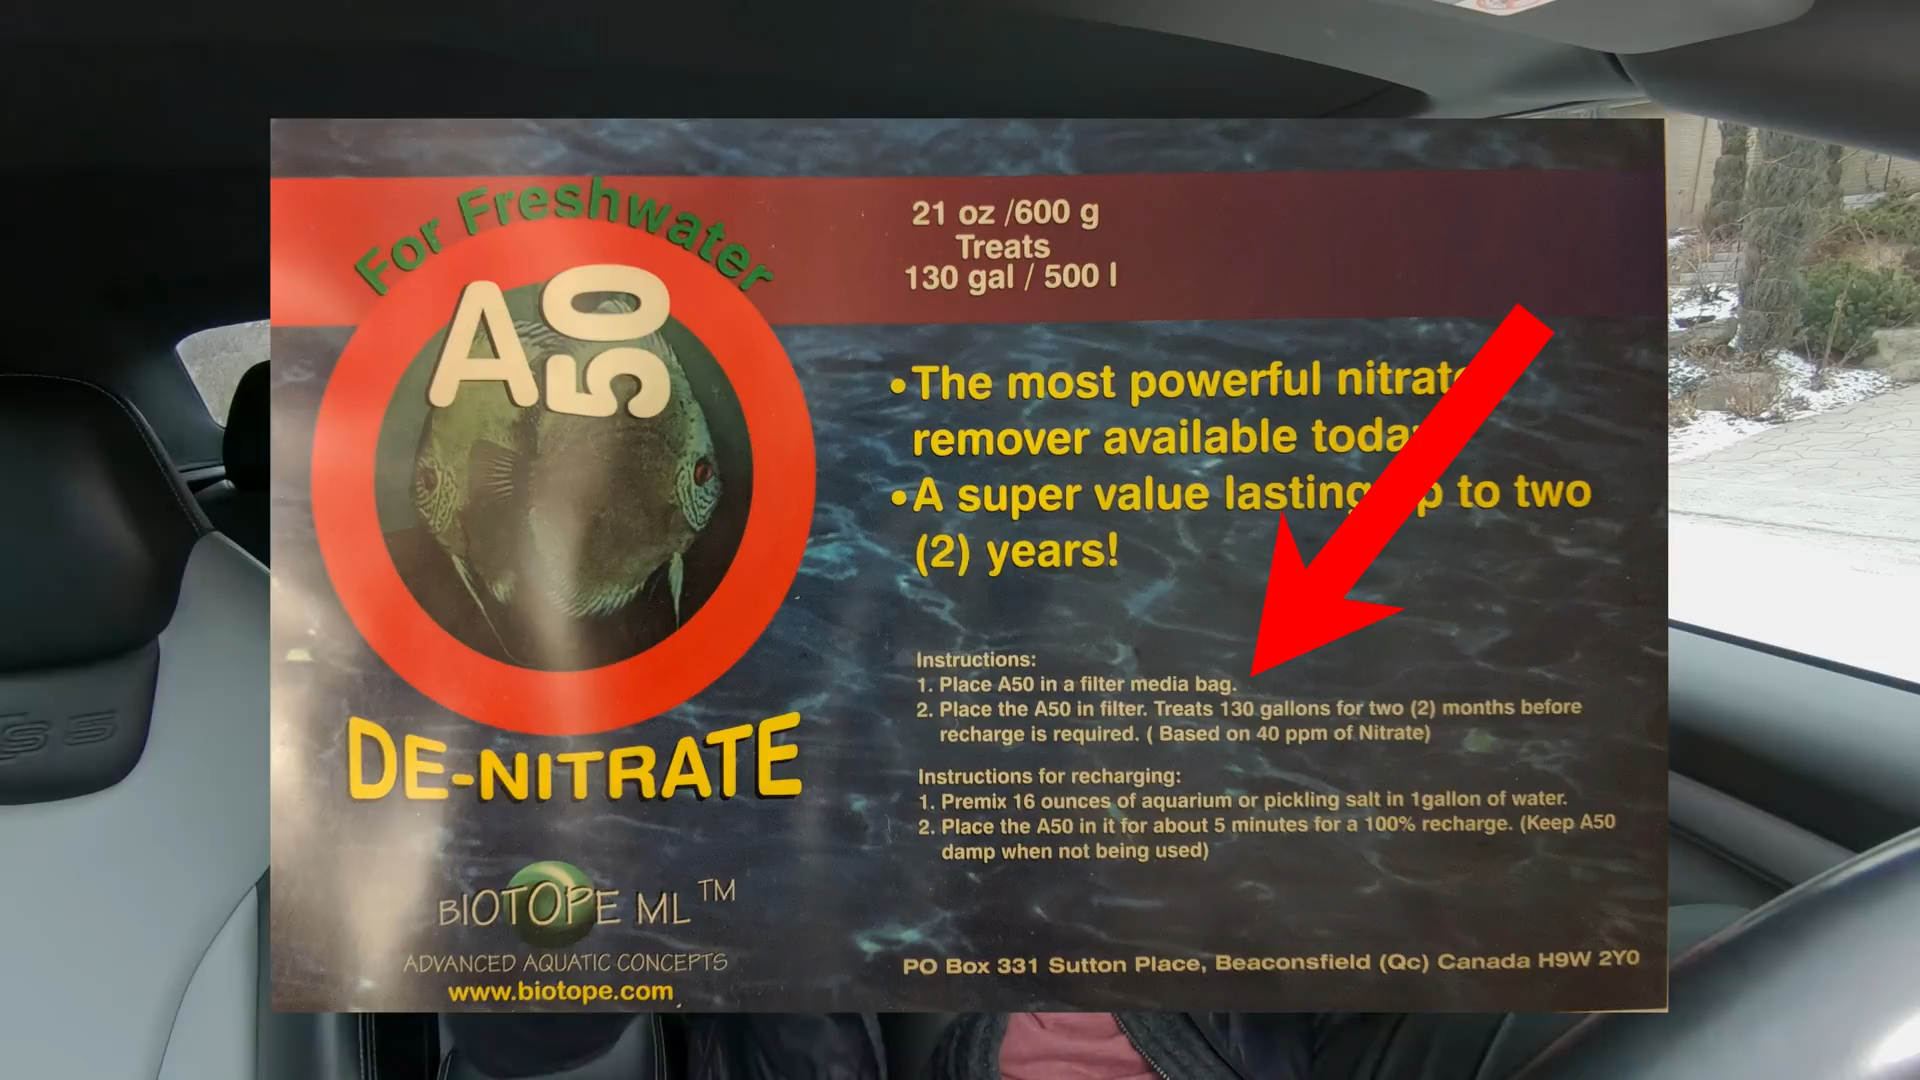 For Freshwater
A50
21 oz /600 g
Treats
130 gal / 500 l
•The most powerful
remover available
•A super value lasting up to two
(2) years!
Instructions:
1. Place A50 in a filter media bag.
2. Place the A50 in filter. Treats 130 gallons for two (2) months before
recharge is required. ( Based on 40 ppm of Nitrate)
Instructions for recharging:
1. Premix 16 ounces of aquarium or pickling salt in 1gallon of water.
2. Place the A50 in it for about 5 minutes for a 100% recharge. (Keep A50
damp when not being used)
DE-NITRATE
BIOTOPE ML™
ADVANCED AQUATIC CONCEPTS
www.biotope.com
PO Box 331 Sutton Place, Beaconsfield (Qc) Canada H9W 2Y0
S5